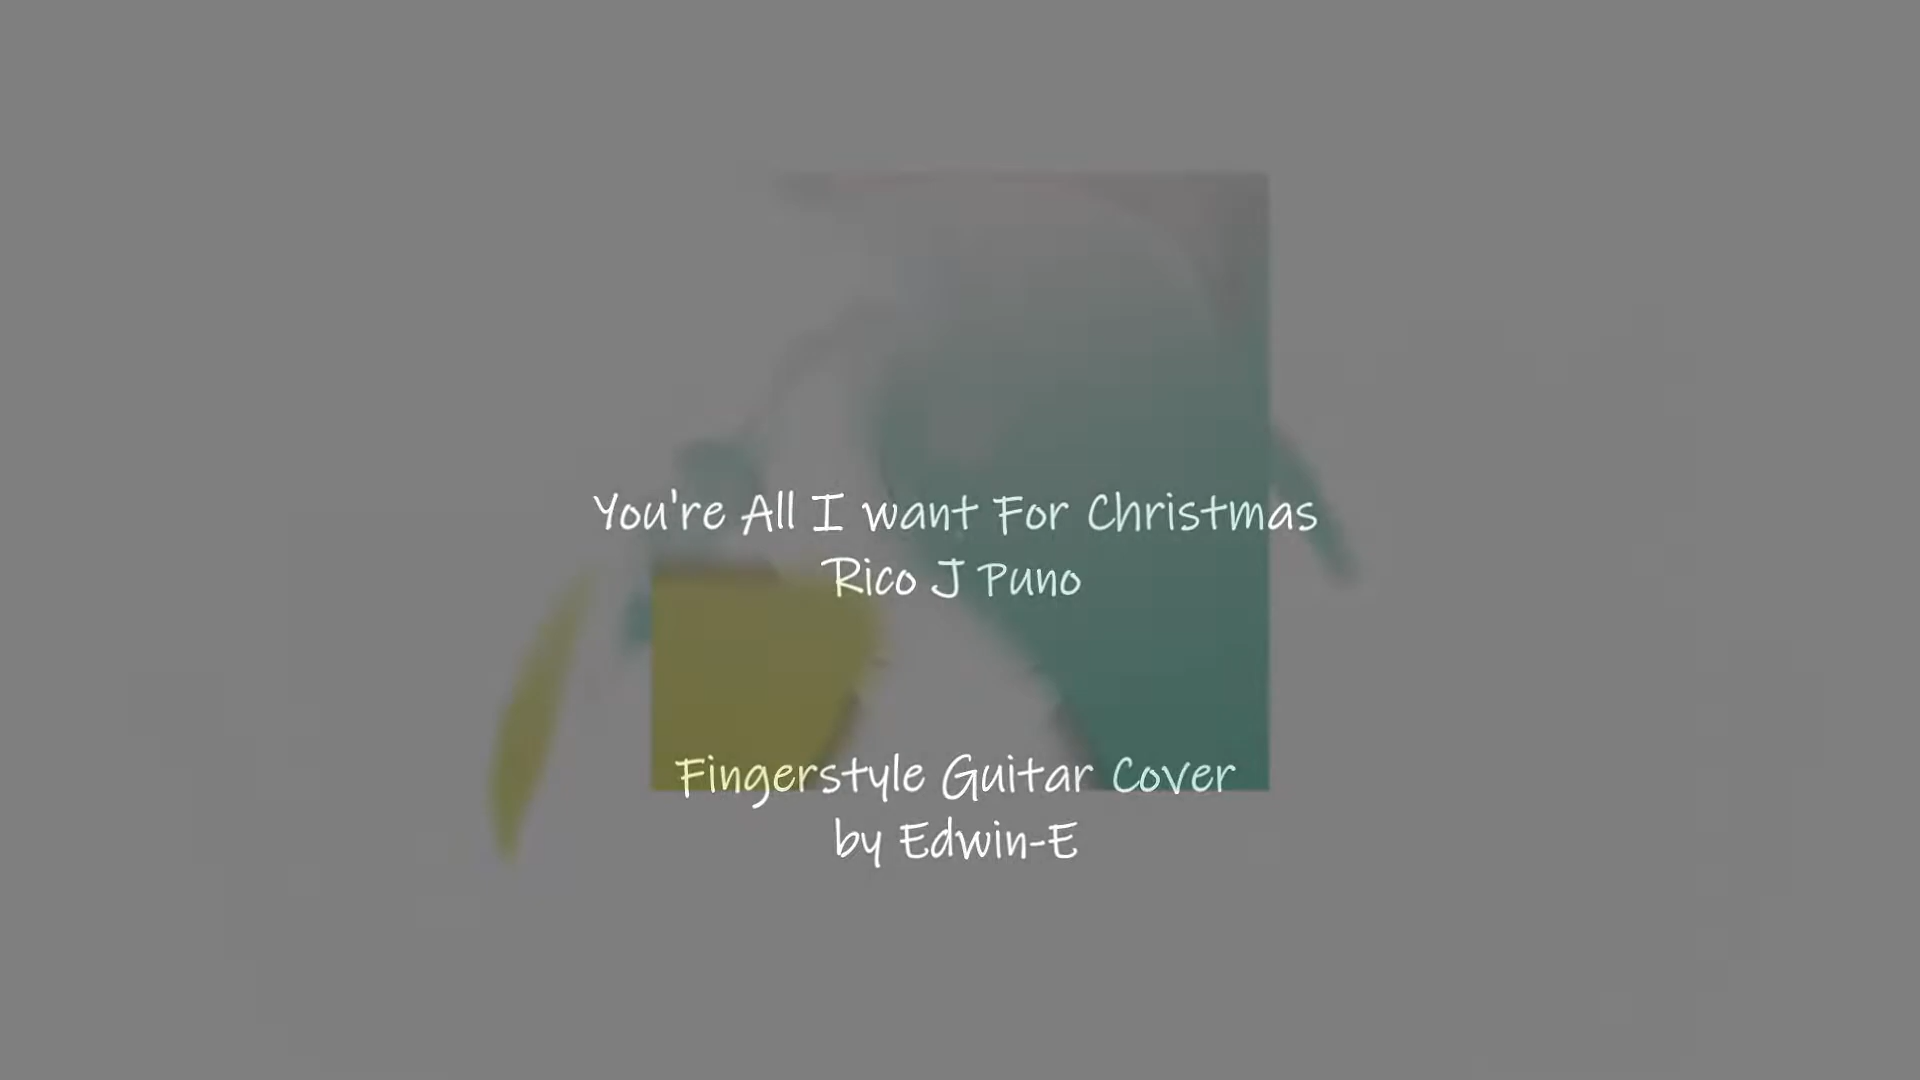 You're All I want For Christmas
Rico J Puno
Fingerstyle Guitar Cover
by Edwin-E